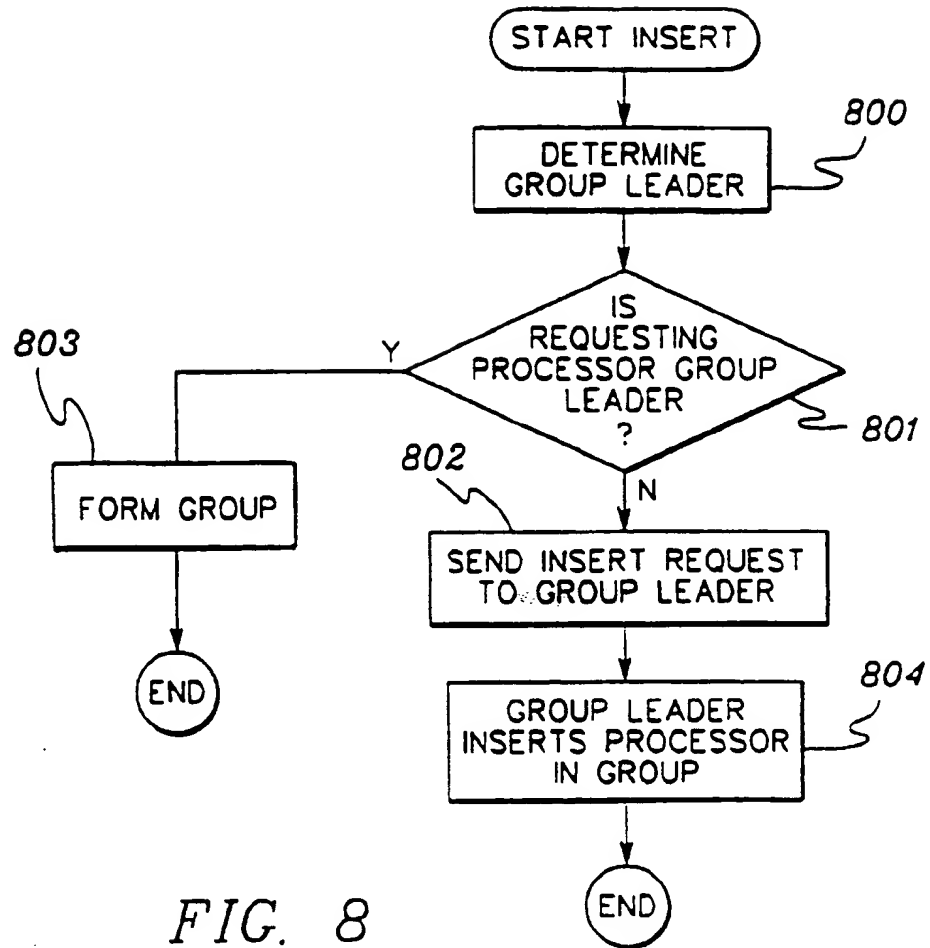 START INSERT
800
DETERMINE
GROUP LEADER
IS
REQUESTING
PROCESSOR GROUP
LEADER
?
801
Y
803
FORM GROUP
END
N
802
SEND INSERT REQUEST
TO GROUP LEADER
804
GROUP LEADER
INSERTS PROCESSOR
IN GROUP
END
FIG. 8